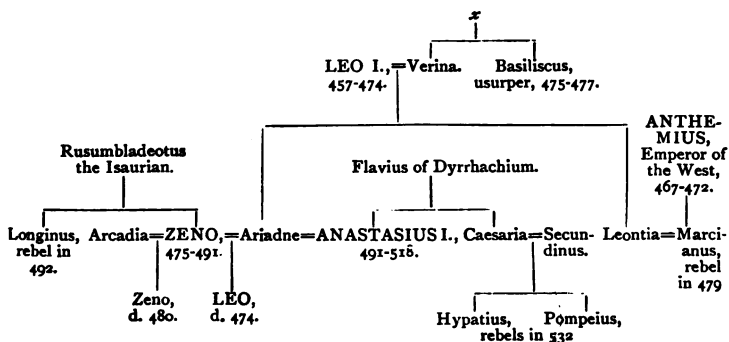 x
LEO I.,=Verina. Basiliscus,
457-474. usurper, 475-477.
ANTHE-
MIUS,
Emperor of
the West,
467-472.
Rusumbladeotus
the Isaurian.
Flavius of Dyrrhachium.
Longinus, Arcadia=ZENO,=Ariadne=ANASTASIUS I., Caesaria=Secun- Leontia=Marci-
rebel in 475-491. 491-518. dinus. anus,
492. rebel
in 479
Zeno, LEO,
d. 480. d. 474.
Hypatius, Pompeius,
rebels in 532